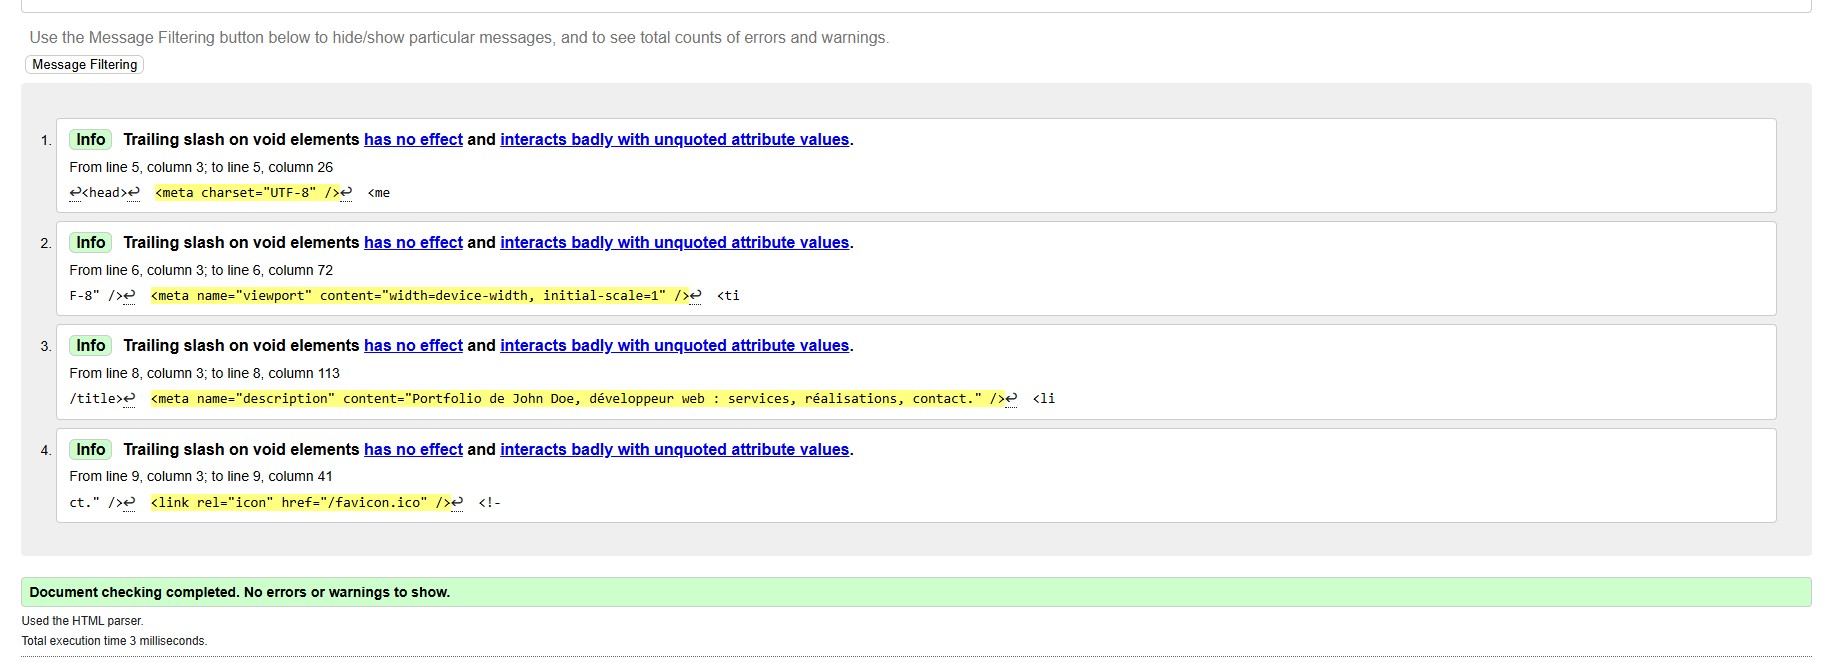 Use the Message Filtering button below to hide/show particular messages, and to see total counts of errors and warnings.
Message Filtering
1. Info Trailing slash on void elements has no effect and interacts badly with unquoted attribute values.
From line 5, column 3; to line 5, column 26
↩<head>↩  <meta charset="UTF-8" />↩  <me
2. Info Trailing slash on void elements has no effect and interacts badly with unquoted attribute values.
From line 6, column 3; to line 6, column 72
F-8" />↩  <meta name="viewport" content="width=device-width, initial-scale=1" />↩  <ti
3. Info Trailing slash on void elements has no effect and interacts badly with unquoted attribute values.
From line 8, column 3; to line 8, column 113
/title>↩  <meta name="description" content="Portfolio de John Doe, développeur web : services, réalisations, contact." />↩  <li
4. Info Trailing slash on void elements has no effect and interacts badly with unquoted attribute values.
From line 9, column 3; to line 9, column 41
ct." />↩  <link rel="icon" href="/favicon.ico" />↩  <!-
Document checking completed. No errors or warnings to show.
Used the HTML parser.
Total execution time 3 milliseconds.